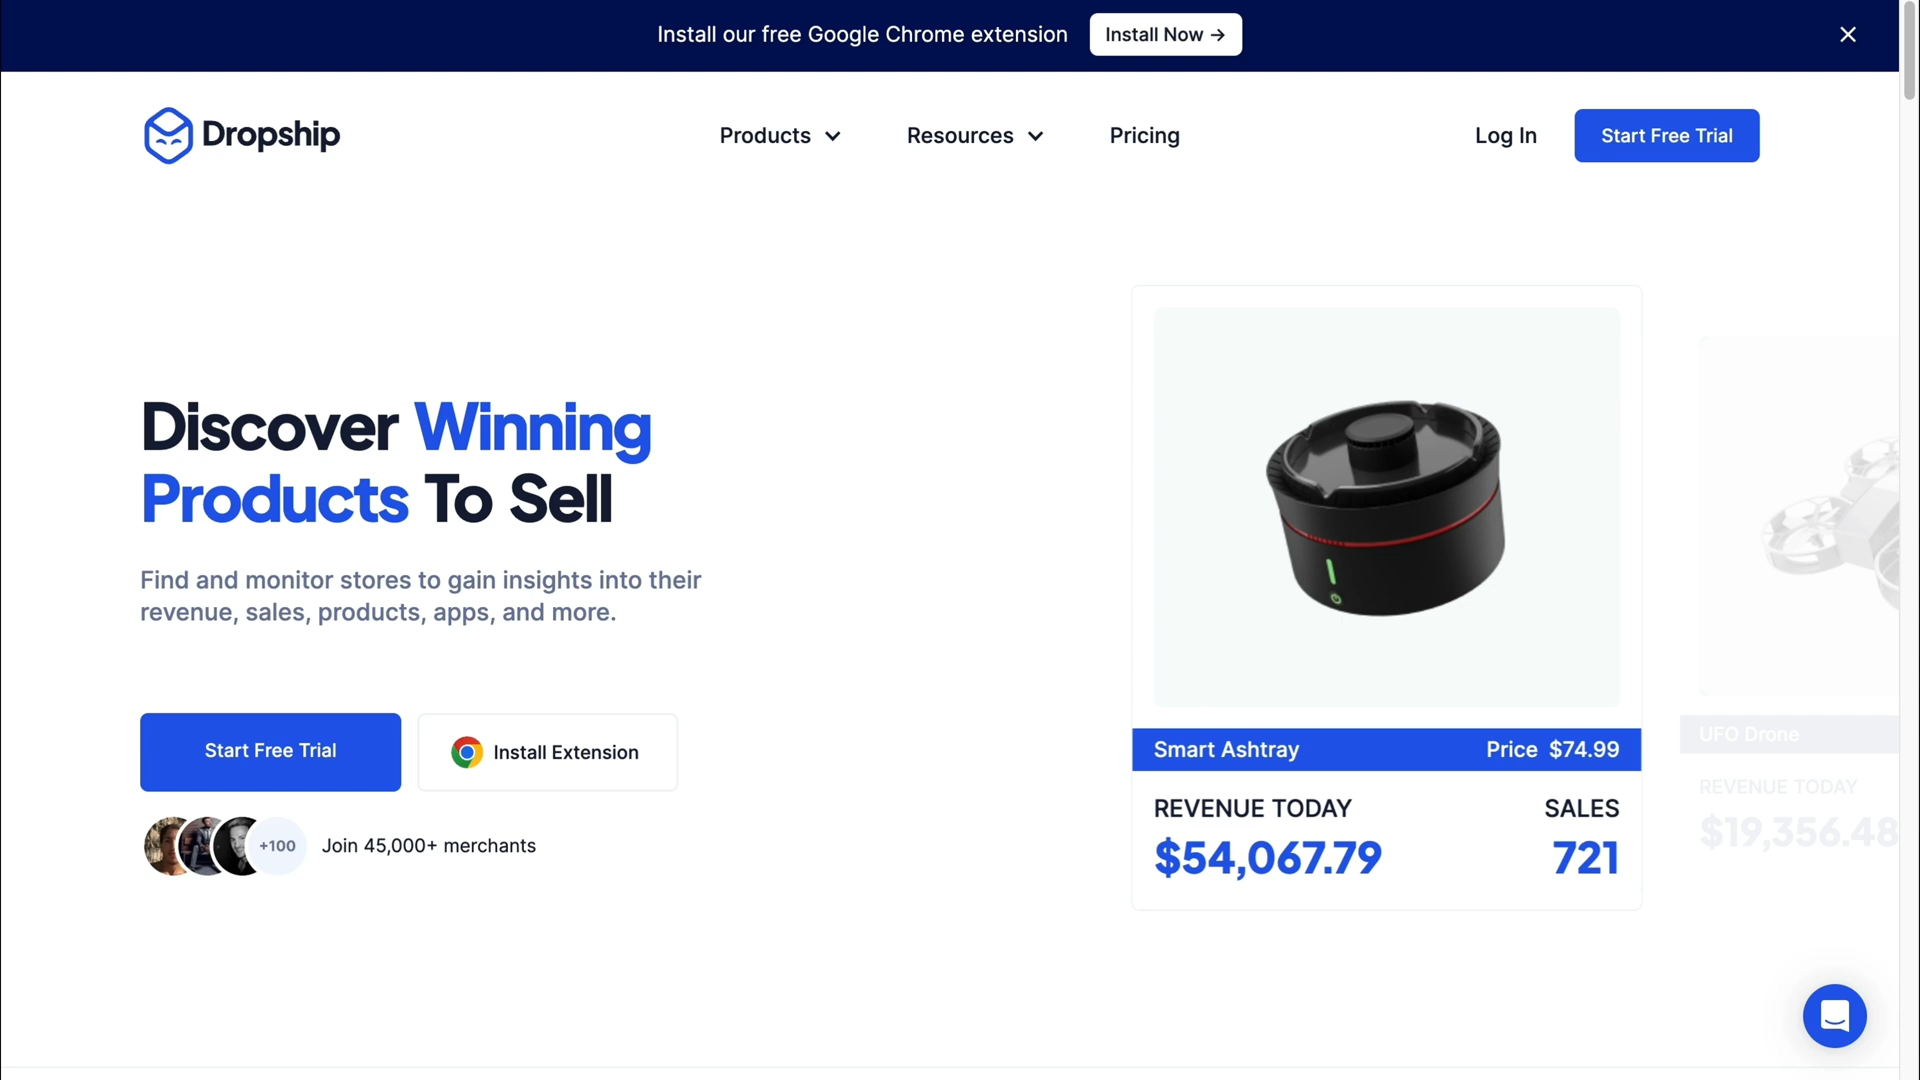 Install our free Google Chrome extension
Install Now →
Dropship
Products
Resources
Pricing
Log In
Start Free Trial
Discover Winning
Products To Sell
Find and monitor stores to gain insights into their
revenue, sales, products, apps, and more.
Start Free Trial
Install Extension
+100
Join 45,000+ merchants
Smart Ashtray
Price $74.99
REVENUE TODAY
SALES
$54,067.79
721
UFO Drone
REVENUE TODAY
$19,356.48